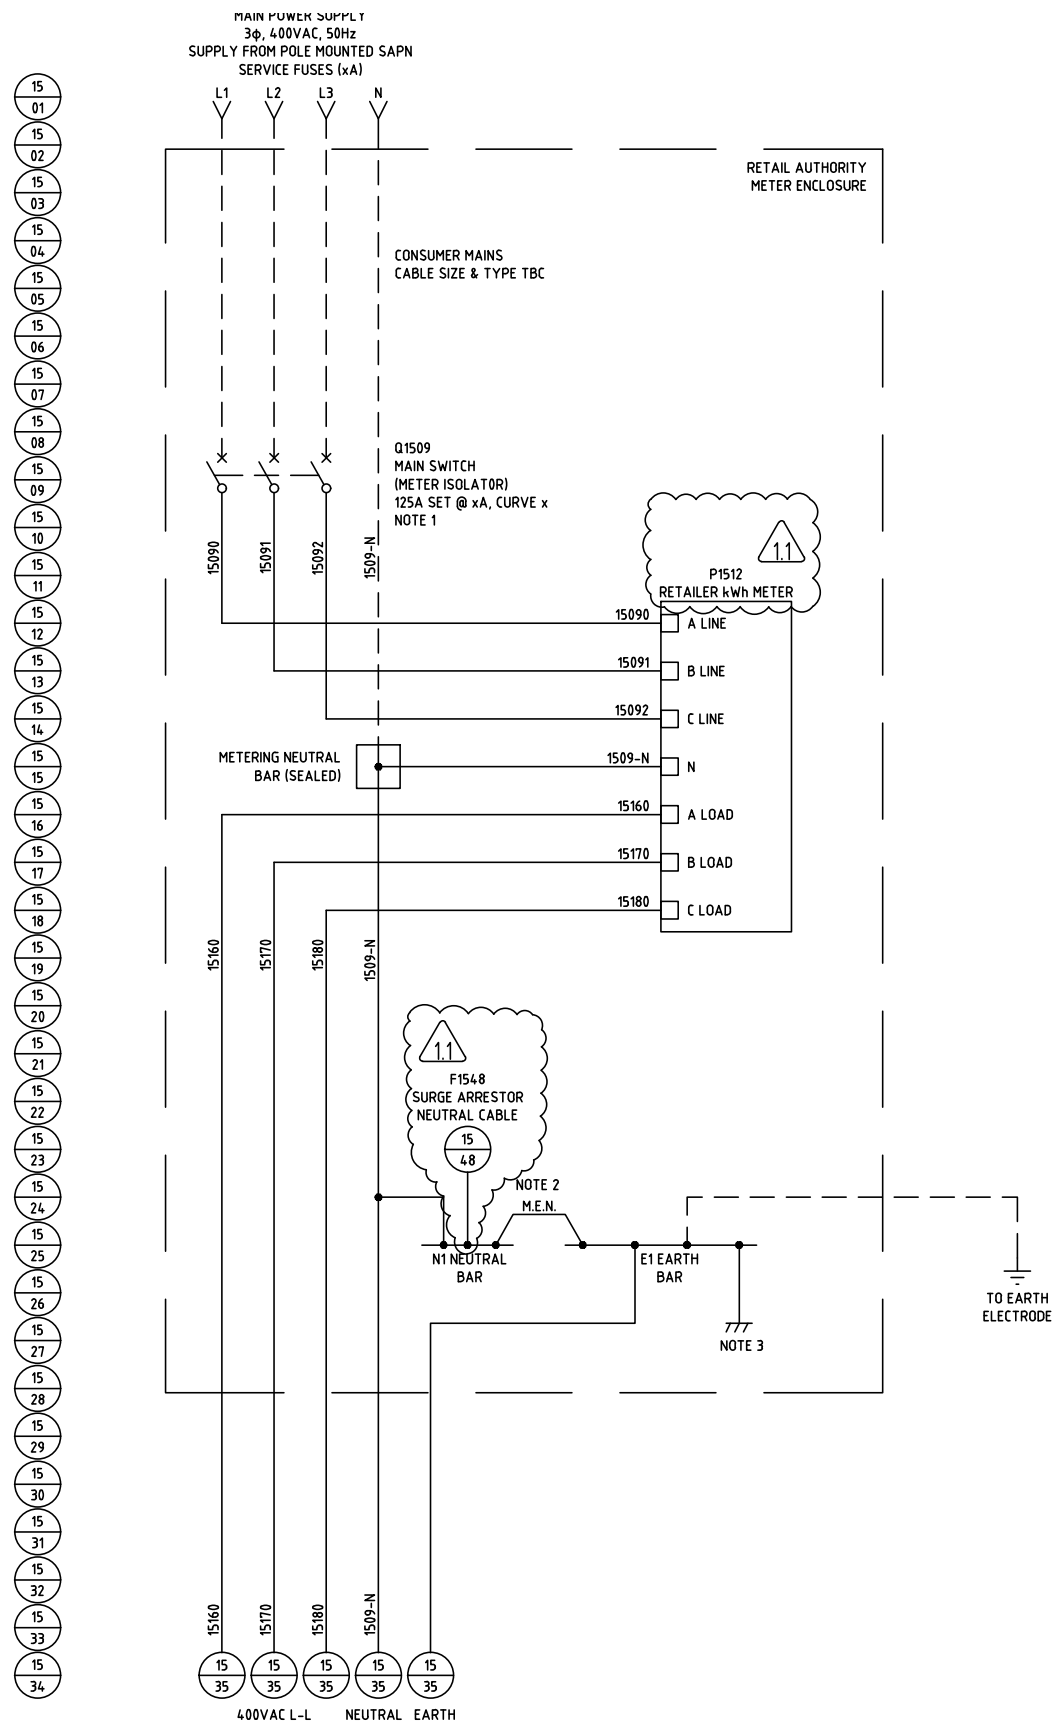 MAIN POWER SUPPLY
3ϕ, 400VAC, 50Hz
SUPPLY FROM POLE MOUNTED SAPN
SERVICE FUSES (xA)
L1 L2 L3 N
RETAIL AUTHORITY
METER ENCLOSURE
CONSUMER MAINS
CABLE SIZE & TYPE TBC
Q1509
MAIN SWITCH
(METER ISOLATOR)
125A SET @ xA, CURVE x
NOTE 1
15090 15091 15092 1509-N
1.1
P1512
RETAILER kWh METER
15090 A LINE
15091 B LINE
15092 C LINE
METERING NEUTRAL
BAR (SEALED)
1509-N N
15160 A LOAD
15170 B LOAD
15180 C LOAD
15160 15170 15180 1509-N
1.1
F1548
SURGE ARRESTOR
NEUTRAL CABLE
15
48
NOTE 2
M.E.N.
N1 NEUTRAL
BAR
E1 EARTH
BAR
NOTE 3
TO EARTH
ELECTRODE
15160 15170 15180 1509-N
15 15 15 15 15
35 35 35 35 35
400VAC L-L NEUTRAL EARTH
15
01
15
02
15
03
15
04
15
05
15
06
15
07
15
08
15
09
15
10
15
11
15
12
15
13
15
14
15
15
15
16
15
17
15
18
15
19
15
20
15
21
15
22
15
23
15
24
15
25
15
26
15
27
15
28
15
29
15
30
15
31
15
32
15
33
15
34